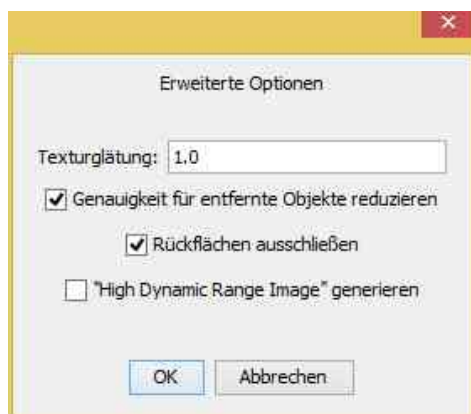 Erweiterte Optionen
Texturglätung: 1.0
Genauigkeit für entfernte Objekte reduzieren
Rückflächen ausschließen
"High Dynamic Range Image" generieren
OK Abbrechen